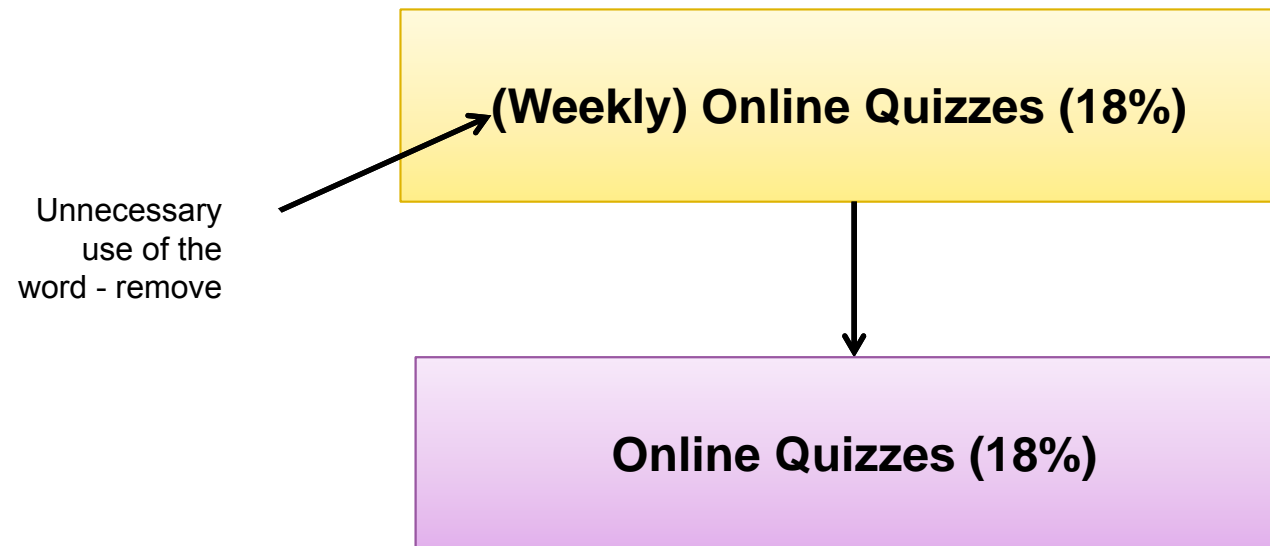 (Weekly) Online Quizzes (18%)
Unnecessary
use of the
word - remove
Online Quizzes (18%)